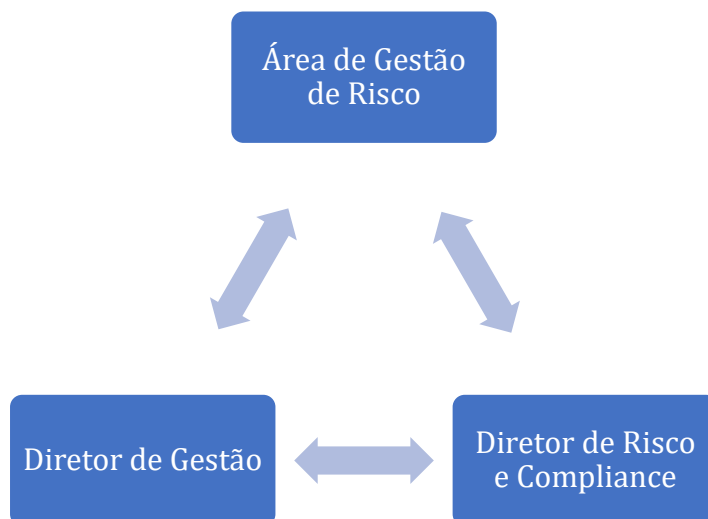 Área de Gestão
de Risco
Diretor de Gestão
Diretor de Risco
e Compliance